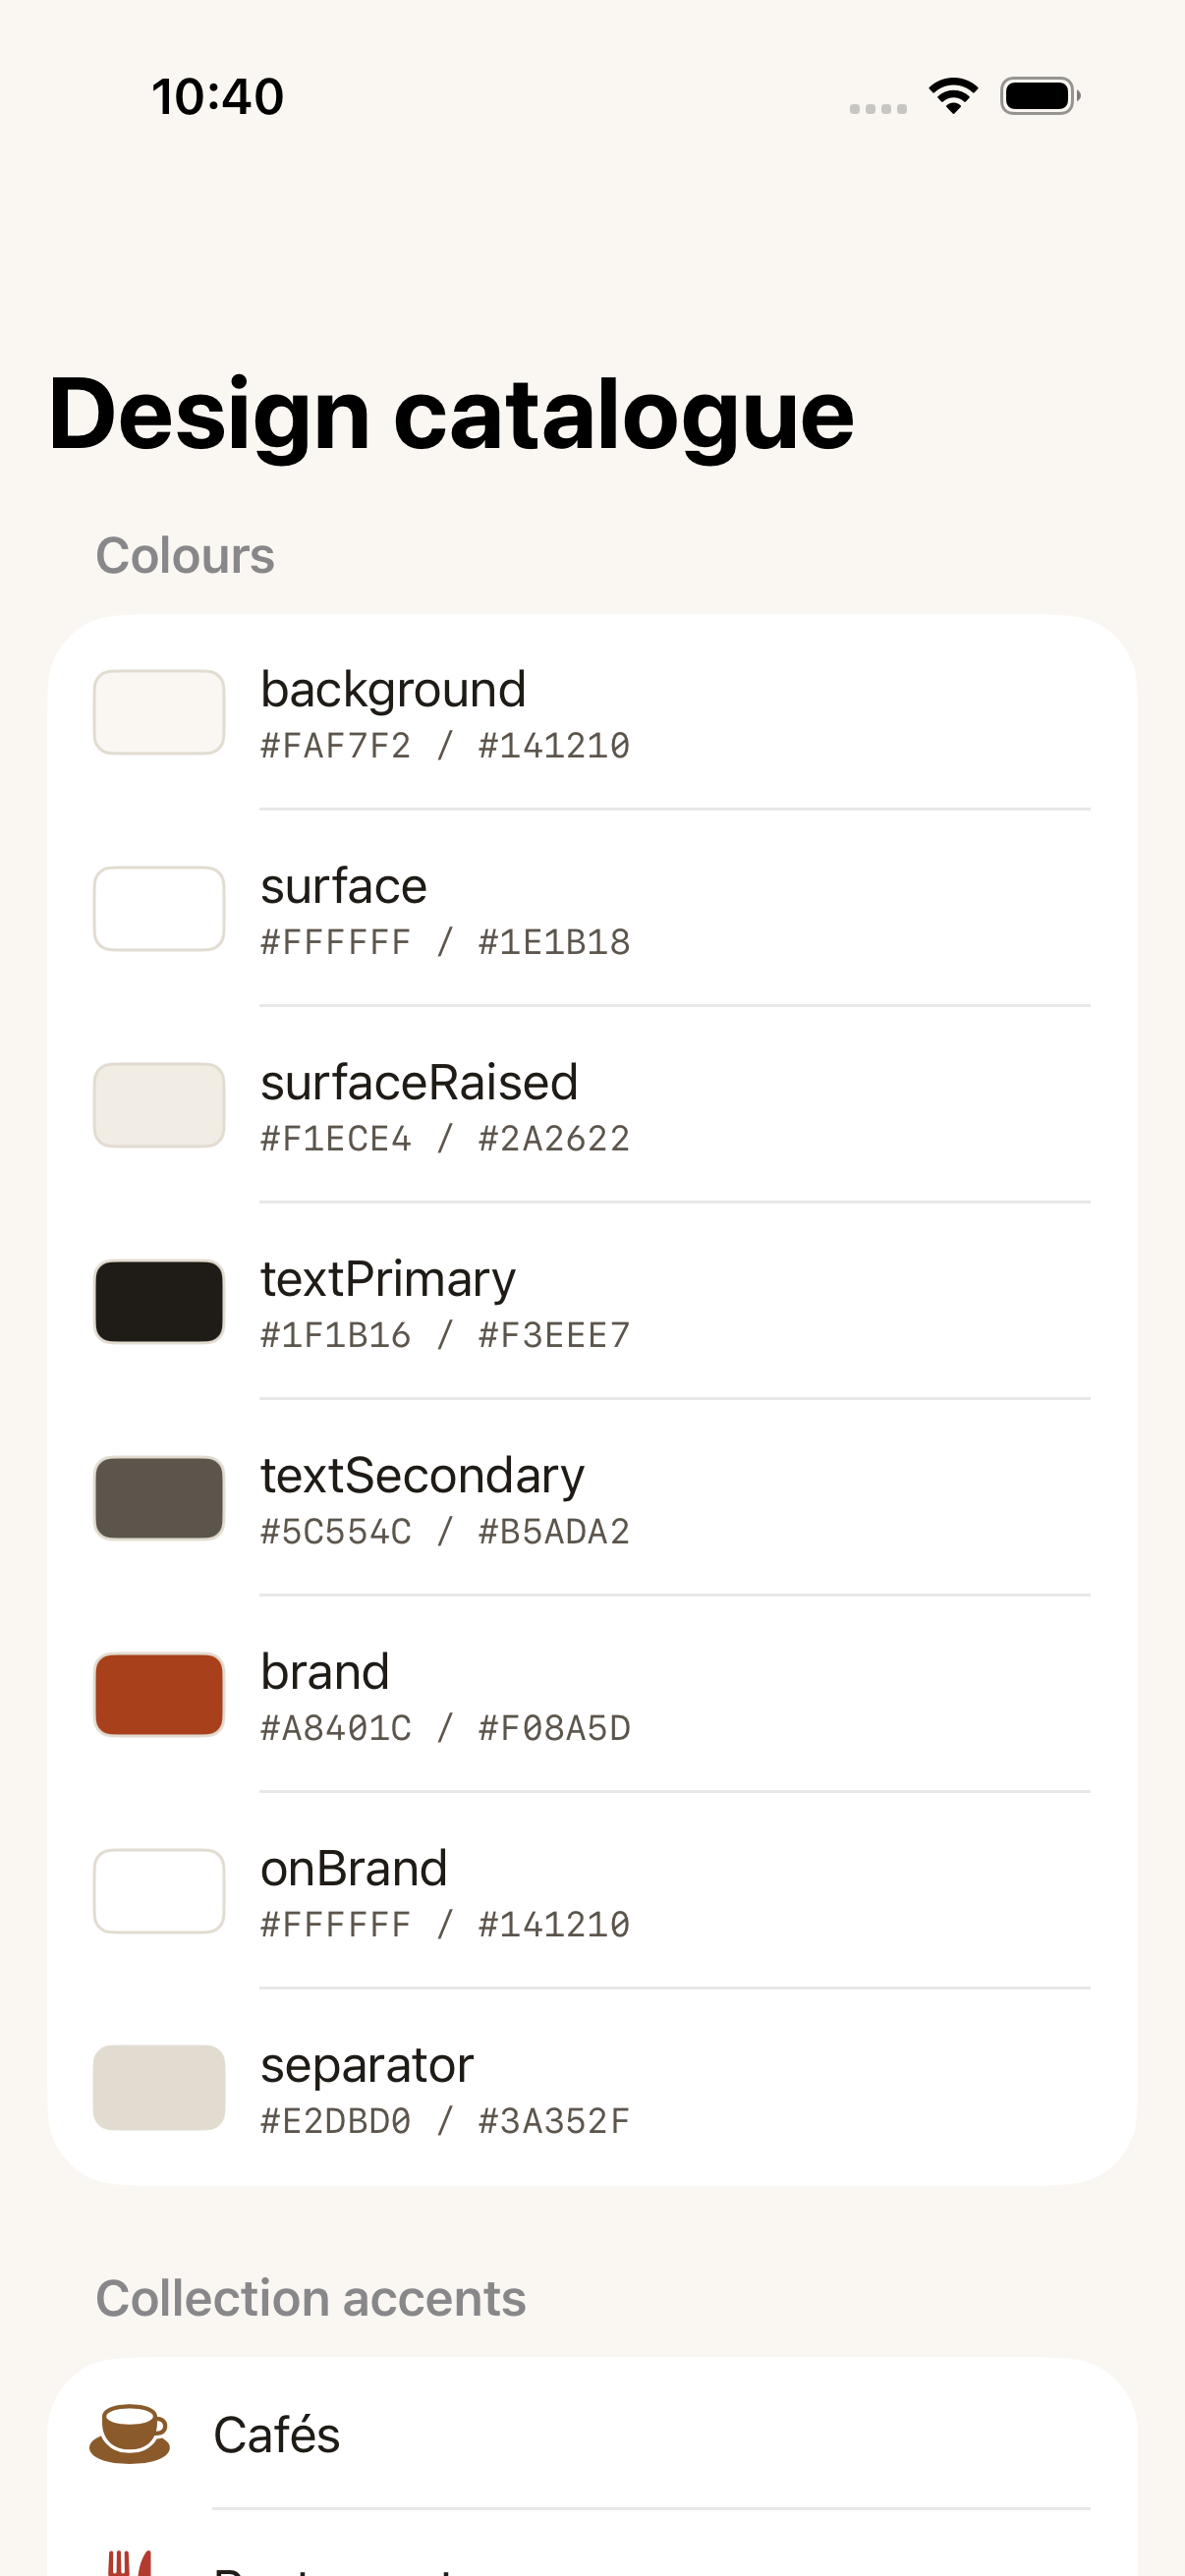 10:40
Design catalogue
Colours
background
#FAF7F2 / #141210
surface
#FFFFFF / #1E1B18
surfaceRaised
#F1ECE4 / #2A2622
textPrimary
#1F1B16 / #F3EEE7
textSecondary
#5C554C / #B5ADA2
brand
#A8401C / #F08A5D
onBrand
#FFFFFF / #141210
separator
#E2DBD0 / #3A352F
Collection accents
Cafés